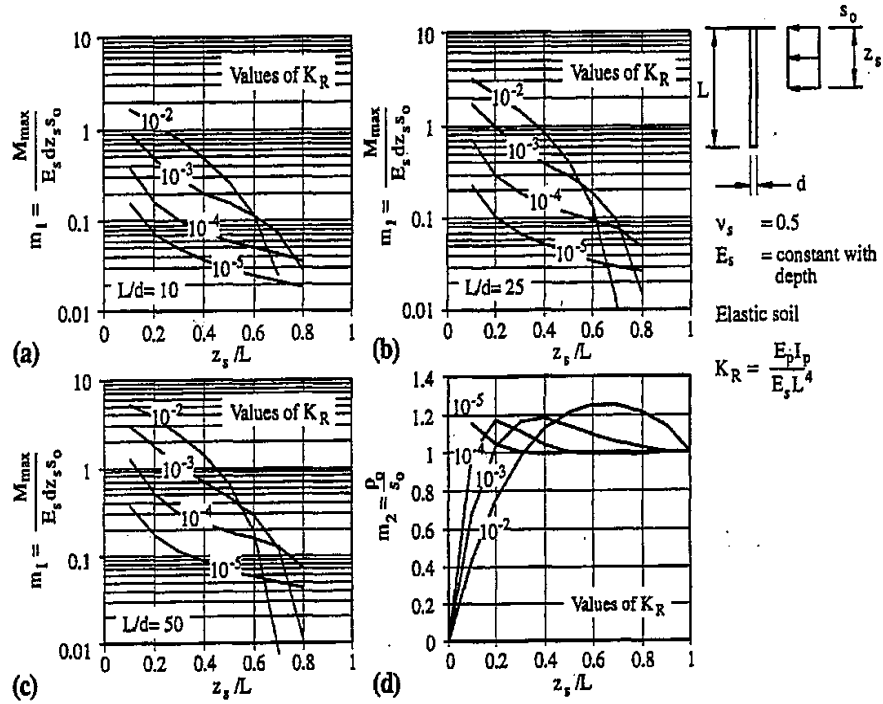 10
1
0.1
0.01
m₁ = M_max / E_s d z_s s_o
Values of K_R
10⁻²
10⁻³
10⁻⁴
10⁻⁵
L/d= 10
0 0.2 0.4 0.6 0.8 1
z_s/L
(a)
10
1
0.1
0.01
m₁ = M_max / E_s d z_s s_o
Values of K_R
10⁻²
10⁻³
10⁻⁴
10⁻⁵
L/d= 25
0 0.2 0.4 0.6 0.8 1
z_s/L
(b)
s_o
z_s
L
d
ν_s = 0.5
E_s = constant with
depth
Elastic soil
K_R = E_p I_p / E_s L⁴
10
1
0.1
0.01
m₁ = M_max / E_s d z_s s_o
Values of K_R
10⁻²
10⁻³
10⁻⁴
10⁻⁵
L/d= 50
0 0.2 0.4 0.6 0.8 1
z_s/L
(c)
1.4
1.2
1.0
0.8
0.6
0.4
0.2
0
m₂ = ρ_o / s_o
10⁻⁵
10⁻⁴
10⁻³
10⁻²
Values of K_R
0 0.2 0.4 0.6 0.8 1
z_s/L
(d)